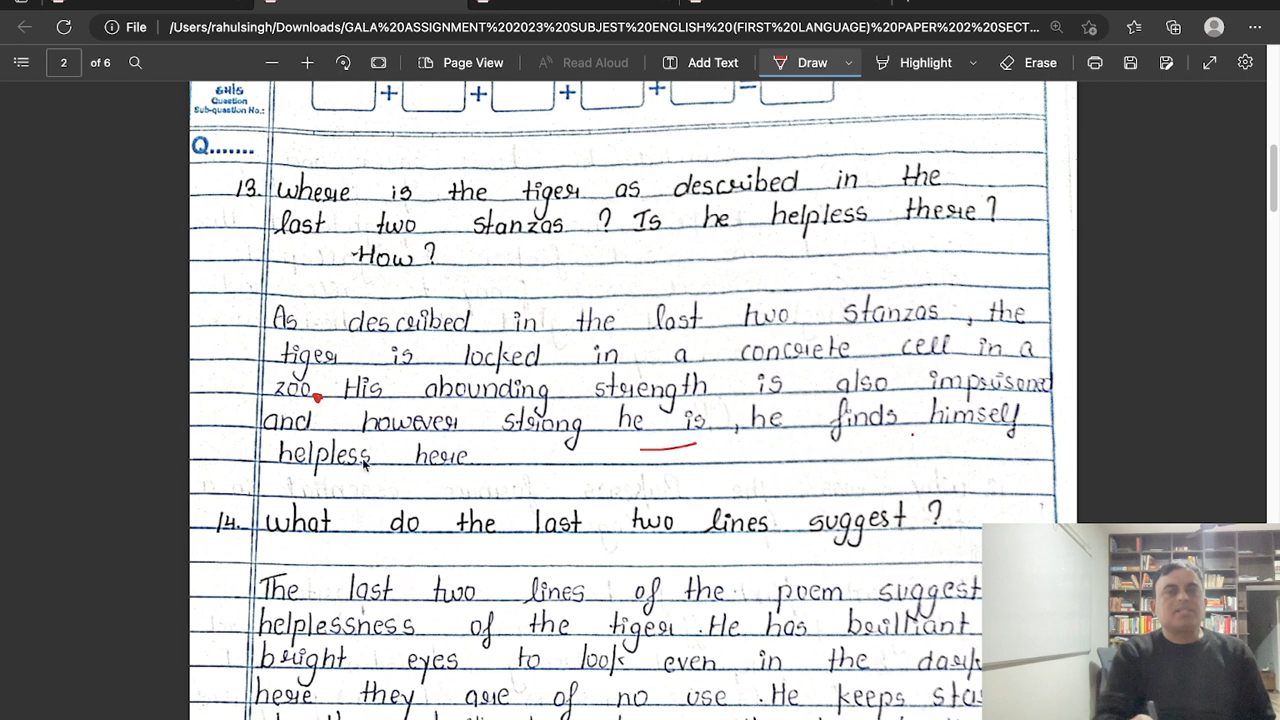 File /Users/rahulsingh/Downloads/GALA%20ASSIGNMENT%202023%20SUBJEST%20ENGLISH%20(FIRST%20LANGUAGE)%20PAPER%202%20SECT...
2 of 6 Page View Read Aloud Add Text Draw Highlight Erase
Question
Sub-question No.:
+ + + + =
Q.......
13. Where is the tiger as described in the
last two stanzas ? Is he helpless there?
How ?
As described in the last two stanzas, the
tiger is locked in a concrete cell in a
zoo. His abounding strength is also imprisoned
and however strong he is, he finds himself
helpless here
14. What do the last two lines suggest ?
The last two lines of the poem suggest
helplessness of the tiger. He has brilliant
bright eyes to look even in the dark
here they are of no use. He keeps sta